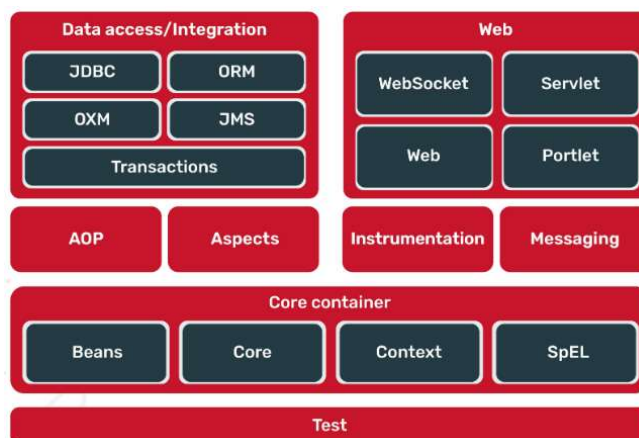 Data access/Integration
JDBC
ORM
OXM
JMS
Transactions
Web
WebSocket
Servlet
Web
Portlet
AOP
Aspects
Instrumentation
Messaging
Core container
Beans
Core
Context
SpEL
Test